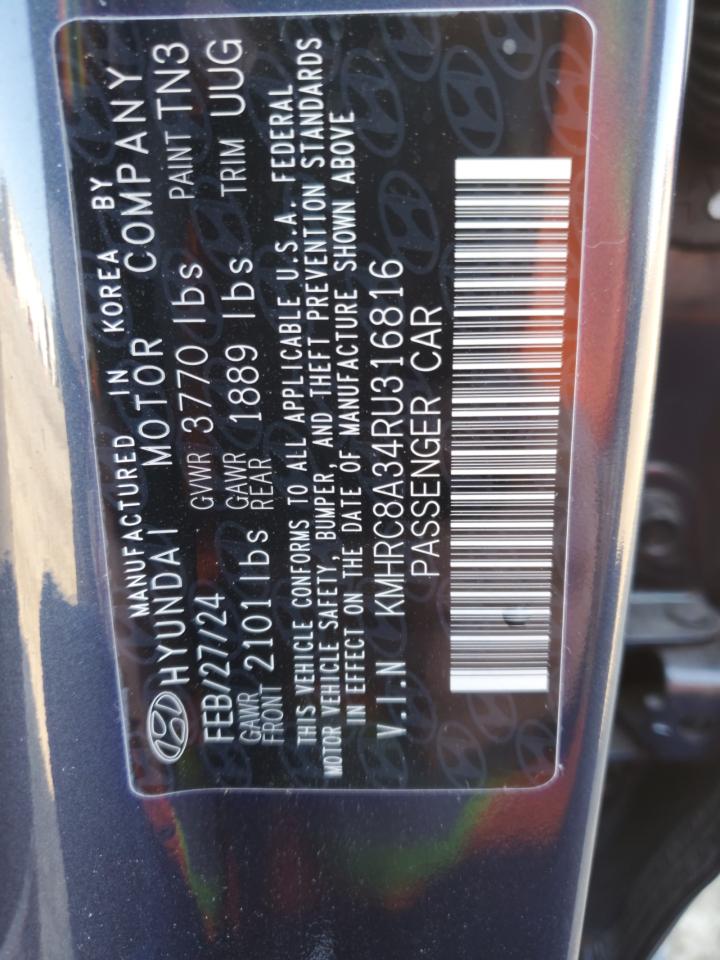 MANUFACTURED IN KOREA BY
HYUNDAI MOTOR COMPANY
FEB/27/24 GVWR 3770 lbs PAINT TN3
GAWR FRONT 2101 lbs GAWR REAR 1889 lbs TRIM UUG
THIS VEHICLE CONFORMS TO ALL APPLICABLE U.S.A. FEDERAL
MOTOR VEHICLE SAFETY, BUMPER, AND THEFT PREVENTION STANDARDS
IN EFFECT ON THE DATE OF MANUFACTURE SHOWN ABOVE
V.I.N KMHRC8A34RU316816
PASSENGER CAR